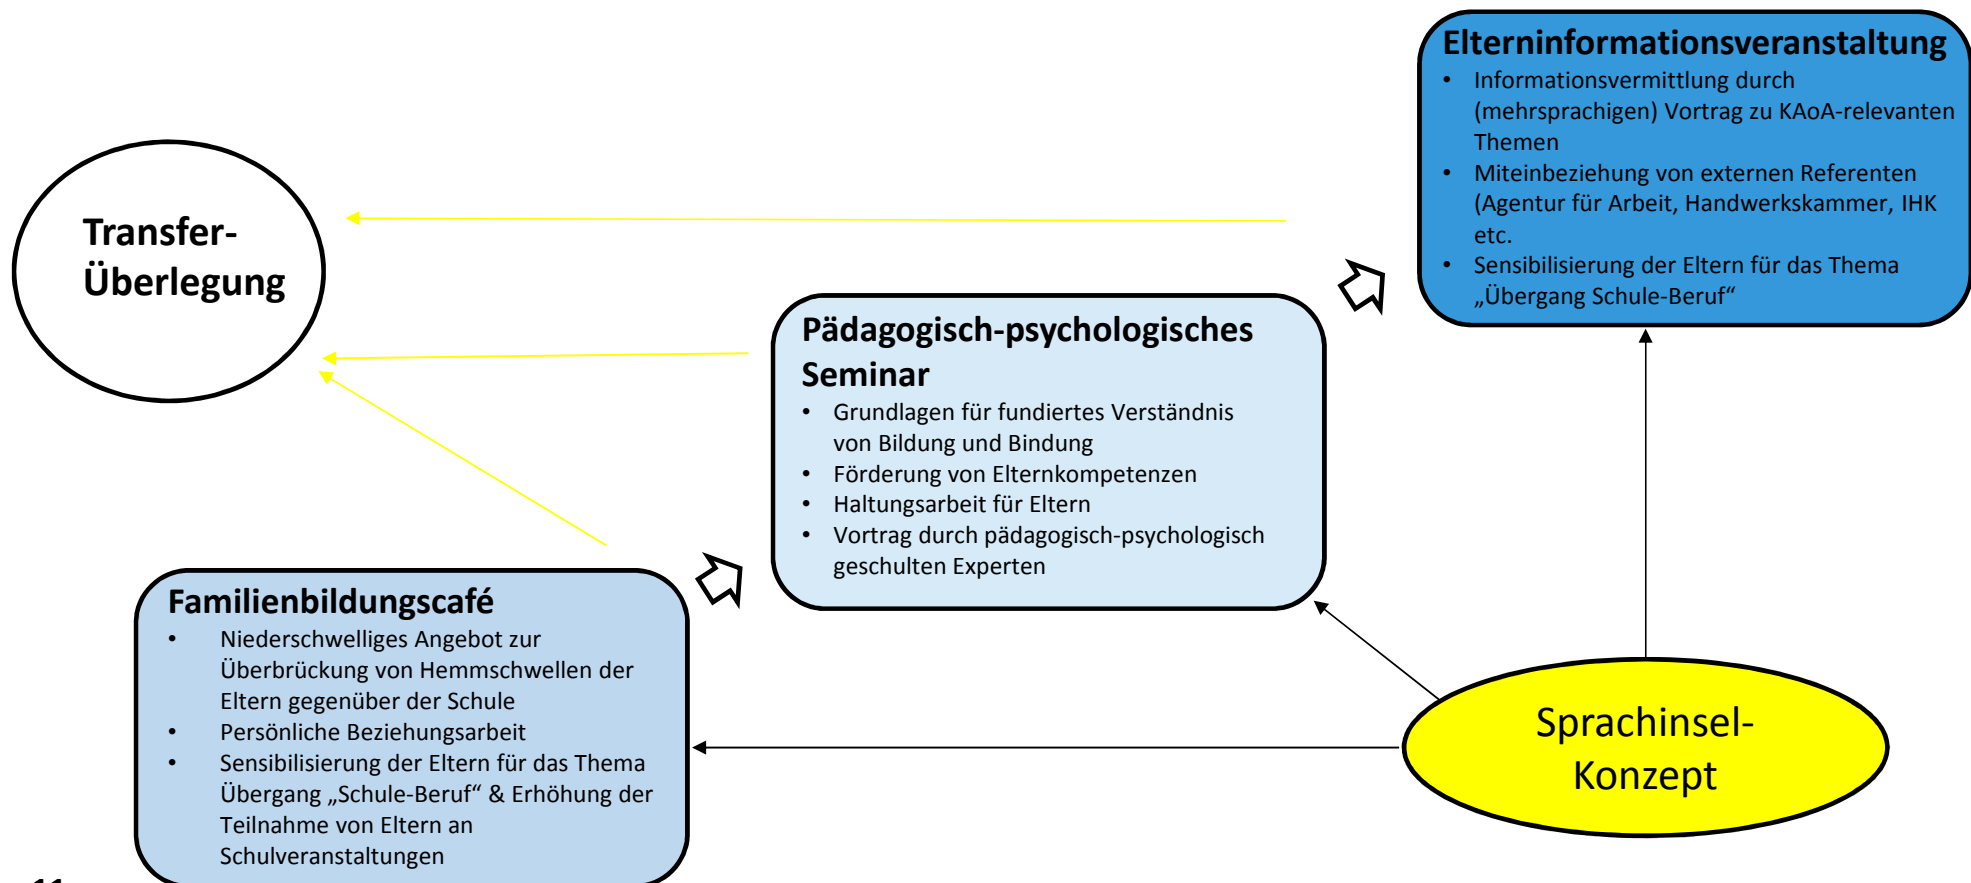 Elterninformationsveranstaltung
• Informationsvermittlung durch
(mehrsprachigen) Vortrag zu KAoA-relevanten
Themen
• Miteinbeziehung von externen Referenten
(Agentur für Arbeit, Handwerkskammer, IHK
etc.
• Sensibilisierung der Eltern für das Thema
„Übergang Schule-Beruf“
Transfer-
Überlegung
Pädagogisch-psychologisches
Seminar
• Grundlagen für fundiertes Verständnis
von Bildung und Bindung
• Förderung von Elternkompetenzen
• Haltungsarbeit für Eltern
• Vortrag durch pädagogisch-psychologisch
geschulten Experten
Familienbildungscafé
• Niederschwelliges Angebot zur
Überbrückung von Hemmschwellen der
Eltern gegenüber der Schule
• Persönliche Beziehungsarbeit
• Sensibilisierung der Eltern für das Thema
Übergang „Schule-Beruf“ & Erhöhung der
Teilnahme von Eltern an
Schulveranstaltungen
Sprachinsel-
Konzept